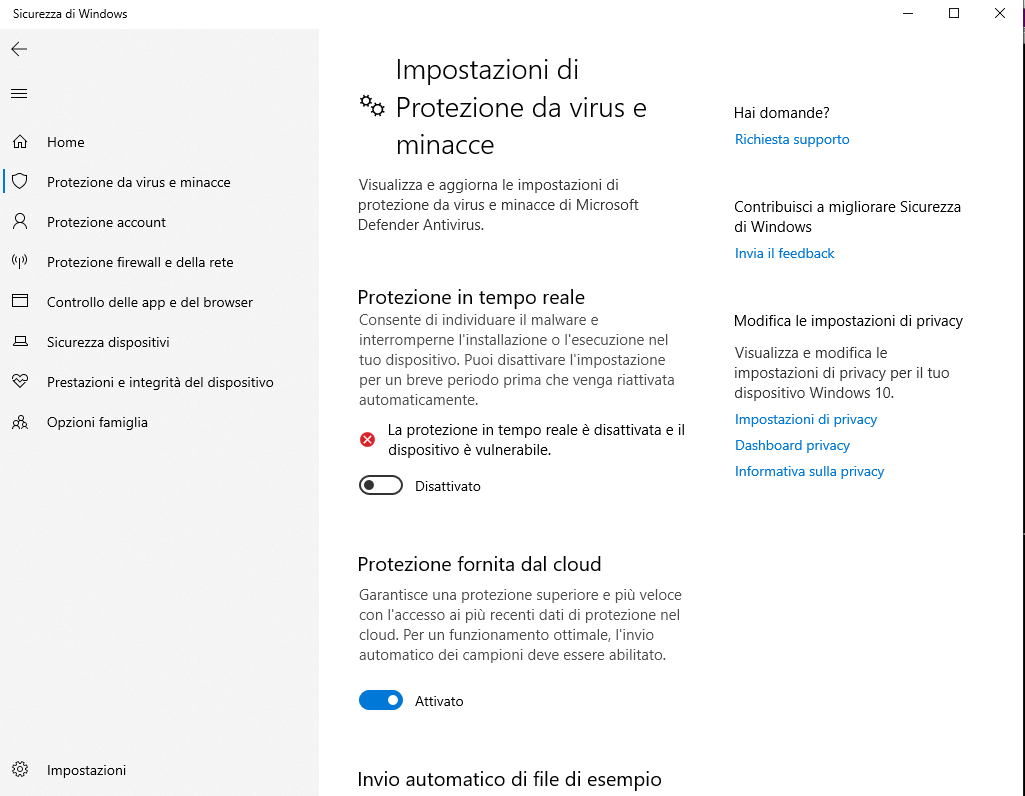 Sicurezza di Windows
Home
Protezione da virus e minacce
Protezione account
Protezione firewall e della rete
Controllo delle app e del browser
Sicurezza dispositivi
Prestazioni e integrità del dispositivo
Opzioni famiglia
Impostazioni
Impostazioni di
Protezione da virus e
minacce
Visualizza e aggiorna le impostazioni di
protezione da virus e minacce di Microsoft
Defender Antivirus.
Protezione in tempo reale
Consente di individuare il malware e
interromperne l'installazione o l'esecuzione nel
tuo dispositivo. Puoi disattivare l'impostazione
per un breve periodo prima che venga riattivata
automaticamente.
La protezione in tempo reale è disattivata e il
dispositivo è vulnerabile.
Disattivato
Protezione fornita dal cloud
Garantisce una protezione superiore e più veloce
con l'accesso ai più recenti dati di protezione nel
cloud. Per un funzionamento ottimale, l'invio
automatico dei campioni deve essere abilitato.
Attivato
Invio automatico di file di esempio
Hai domande?
Richiesta supporto
Contribuisci a migliorare Sicurezza
di Windows
Invia il feedback
Modifica le impostazioni di privacy
Visualizza e modifica le
impostazioni di privacy per il tuo
dispositivo Windows 10.
Impostazioni di privacy
Dashboard privacy
Informativa sulla privacy